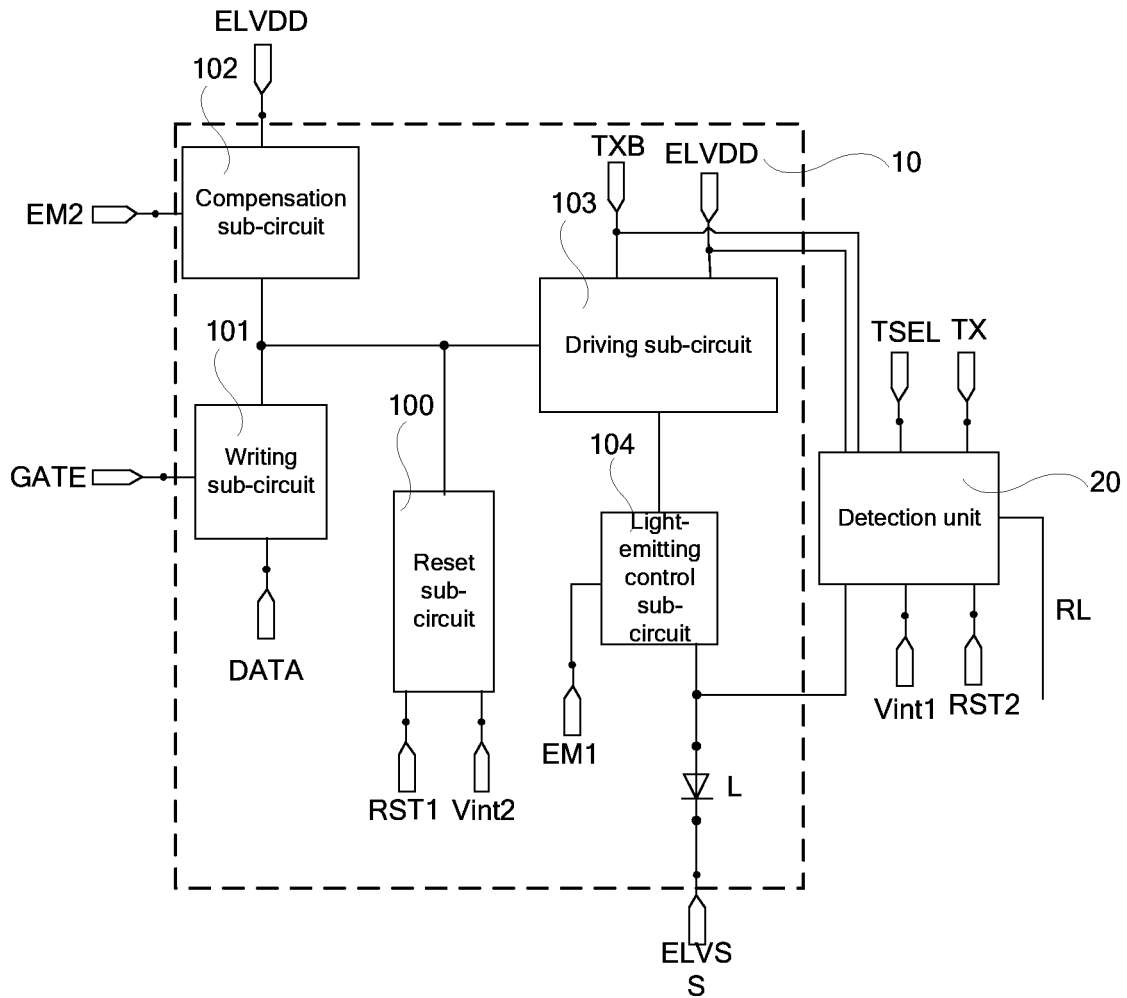 ELVDD
102
TXB
ELVDD
10
Compensation
sub-circuit
EM2
103
101
Driving sub-circuit
TSEL
TX
100
104
Writing
sub-circuit
GATE
20
Light-
emitting
control
sub-
circuit
Detection unit
Reset
sub-
circuit
RL
DATA
Vint1
RST2
EM1
L
RST1
Vint2
ELVS
S